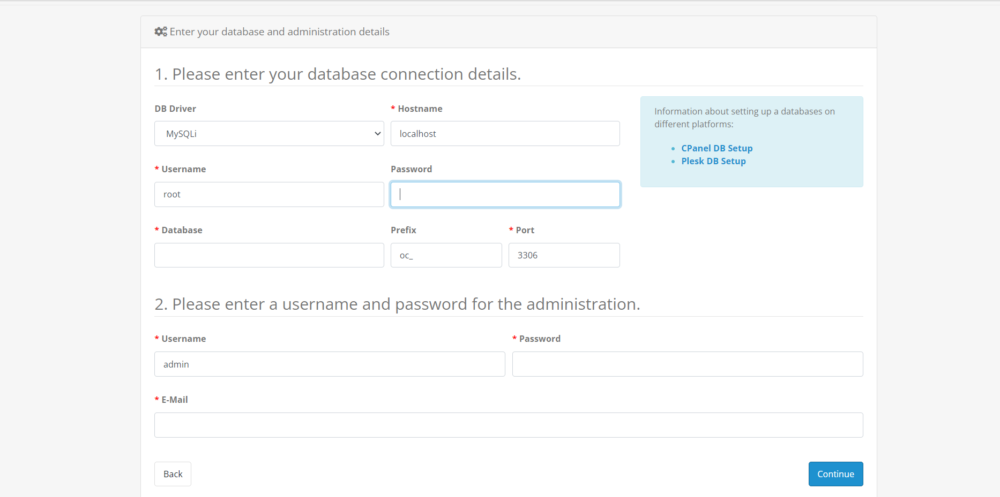 Enter your database and administration details
1. Please enter your database connection details.
DB Driver
* Hostname
MySQLi
localhost
* Username
Password
root
* Database
Prefix
* Port
oc_
3306
Information about setting up a databases on
different platforms:
CPanel DB Setup
Plesk DB Setup
2. Please enter a username and password for the administration.
* Username
* Password
admin
* E-Mail
Back
Continue